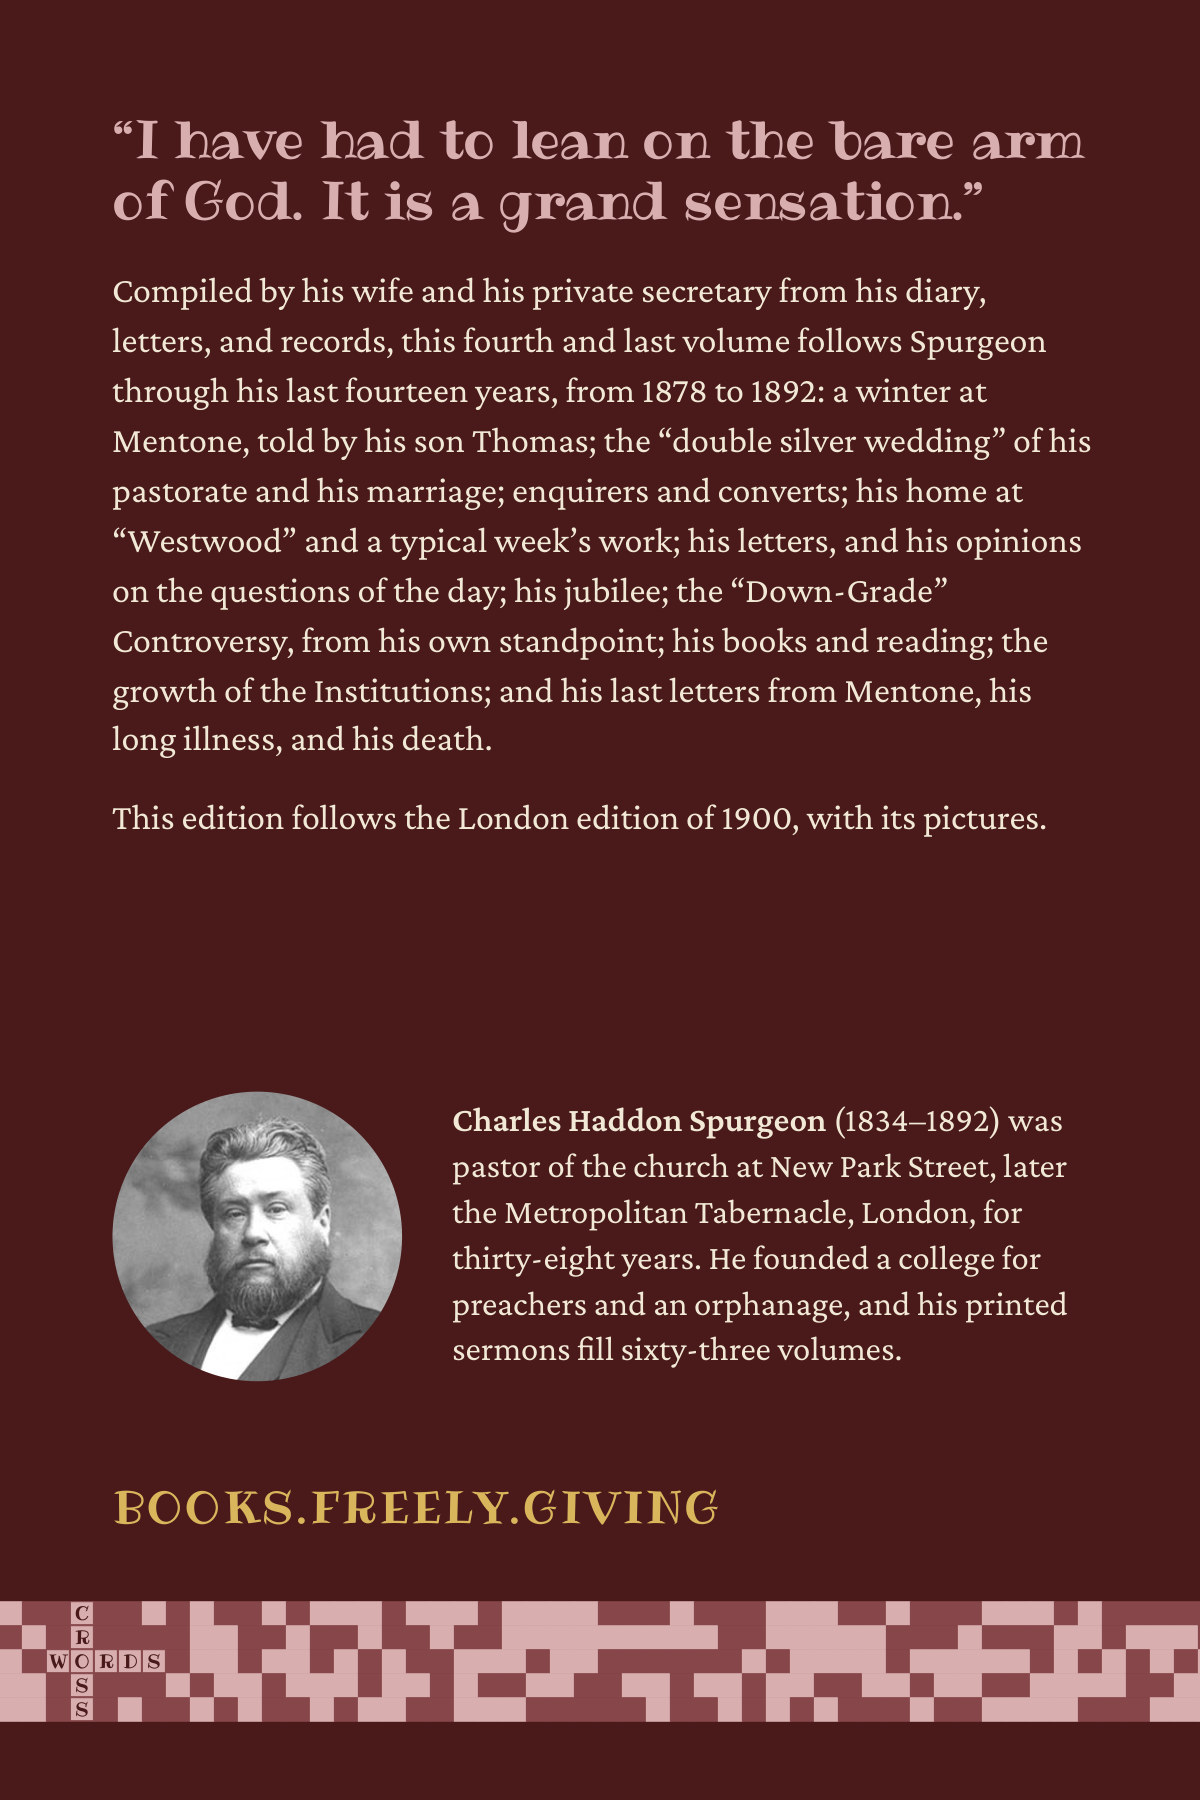 “I have had to lean on the bare arm
of God. It is a grand sensation.”
Compiled by his wife and his private secretary from his diary,
letters, and records, this fourth and last volume follows Spurgeon
through his last fourteen years, from 1878 to 1892: a winter at
Mentone, told by his son Thomas; the “double silver wedding” of his
pastorate and his marriage; enquirers and converts; his home at
“Westwood” and a typical week’s work; his letters, and his opinions
on the questions of the day; his jubilee; the “Down-Grade”
Controversy, from his own standpoint; his books and reading; the
growth of the Institutions; and his last letters from Mentone, his
long illness, and his death.
This edition follows the London edition of 1900, with its pictures.
Charles Haddon Spurgeon (1834–1892) was
pastor of the church at New Park Street, later
the Metropolitan Tabernacle, London, for
thirty-eight years. He founded a college for
preachers and an orphanage, and his printed
sermons fill sixty-three volumes.
BOOKS.FREELY.GIVING
CROSS
WORDS